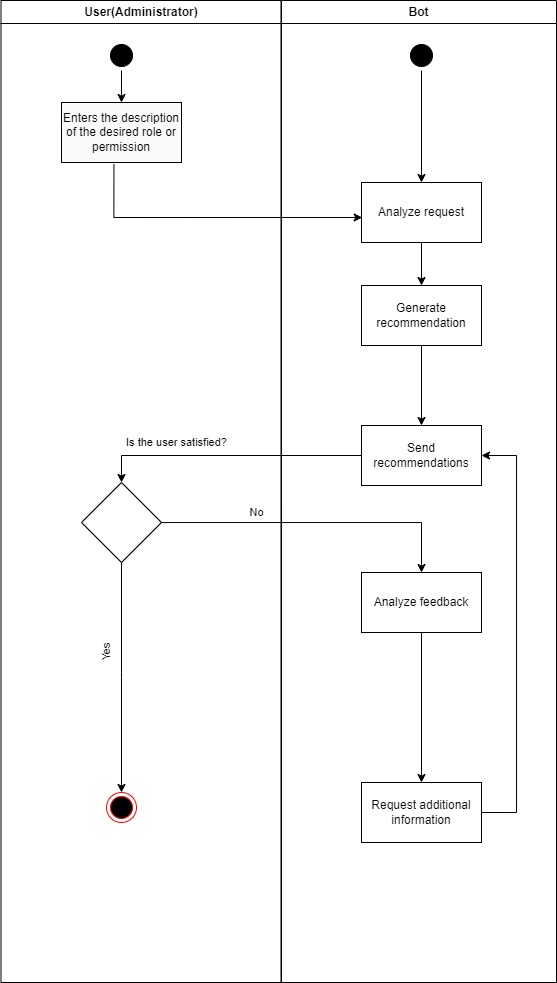 User(Administrator)
Bot
Enters the description
of the desired role or
permission
Analyze request
Generate
recommendation
Send
recommendations
Is the user satisfied?
No
Analyze feedback
Yes
Request additional
information